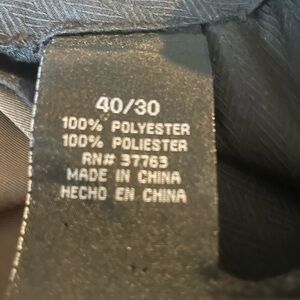 40/30
100% POLYESTER
100% POLIESTER
RN# 37763
MADE IN CHINA
HECHO EN CHINA